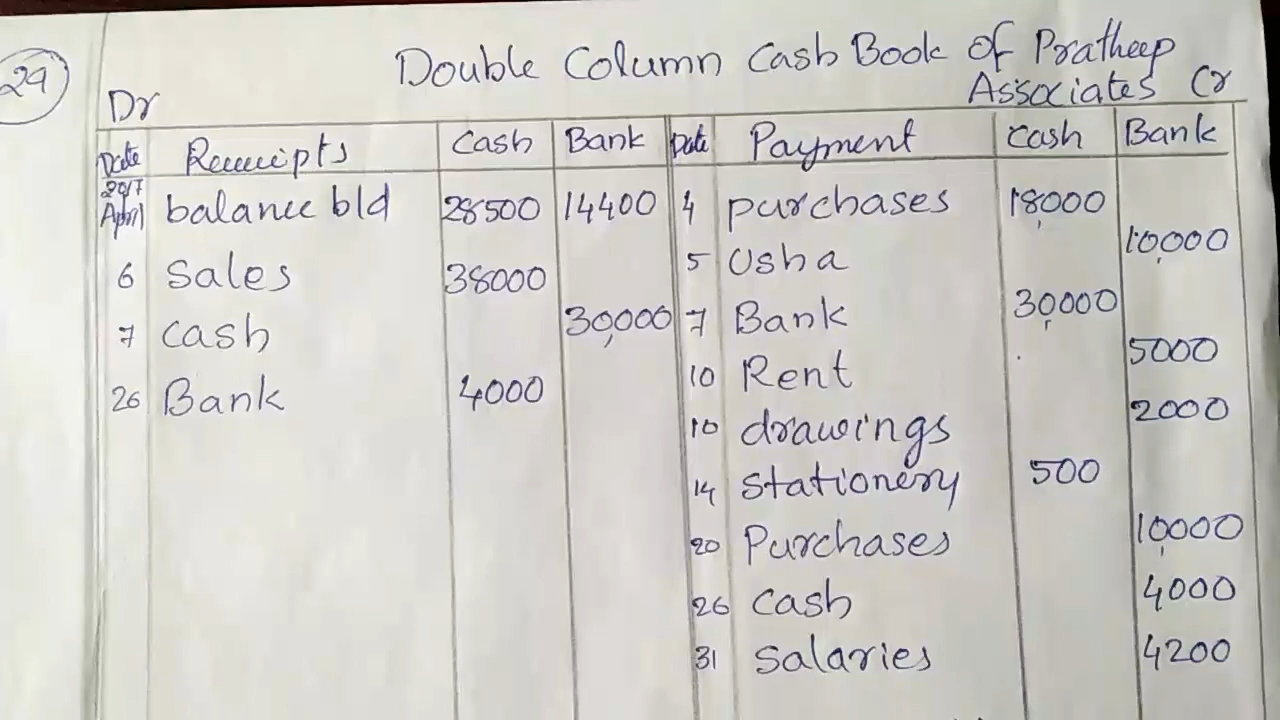 29
Double Column Cash Book of Pratheep
Associates
Dr Cr
Date Receipts Cash Bank Date Payment Cash Bank
2017
April balance bld 28500 14400 4 purchases 18000
5 Usha 10,000
6 Sales 38000
7 Cash 30,000 7 Bank 30,000
10 Rent 5000
26 Bank 4000
10 drawings 2000
14 Stationery 500
20 Purchases 10,000
26 Cash 4000
31 Salaries 4200